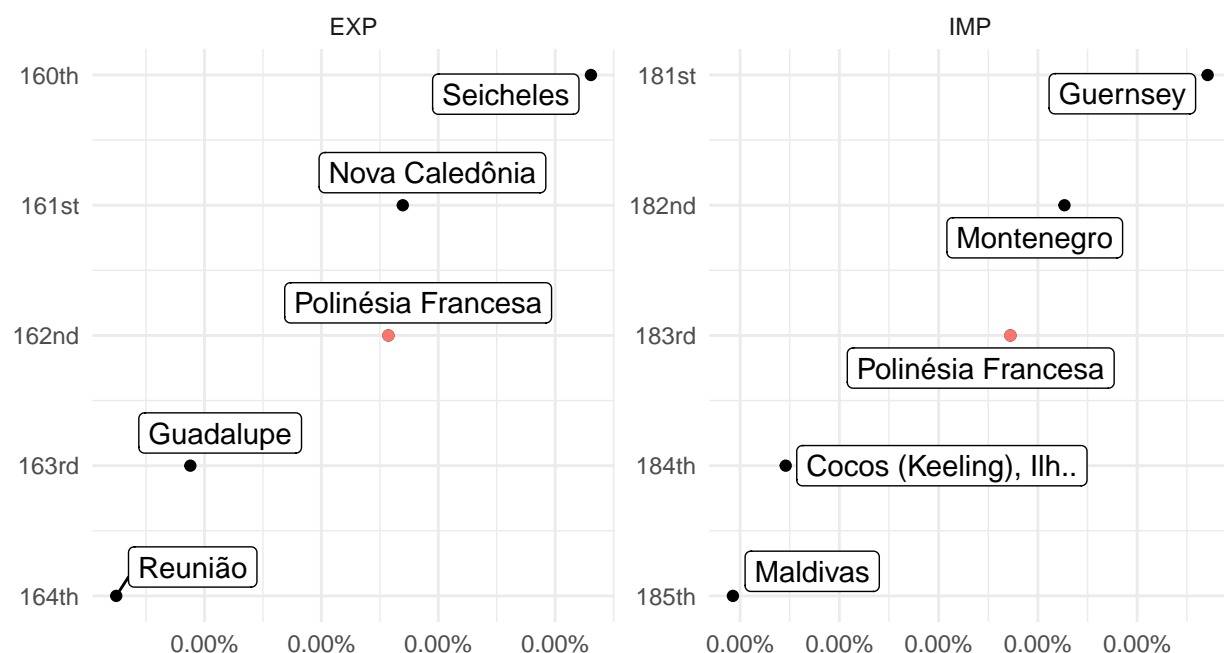 EXP
160th
Seicheles
Nova Caledônia
161st
Polinésia Francesa
162nd
Guadalupe
163rd
Reunião
164th
0.00% 0.00% 0.00% 0.00%
IMP
181st
Guernsey
182nd
Montenegro
183rd
Polinésia Francesa
184th
Cocos (Keeling), Ilh..
Maldivas
185th
0.00% 0.00% 0.00% 0.00% 0.00%